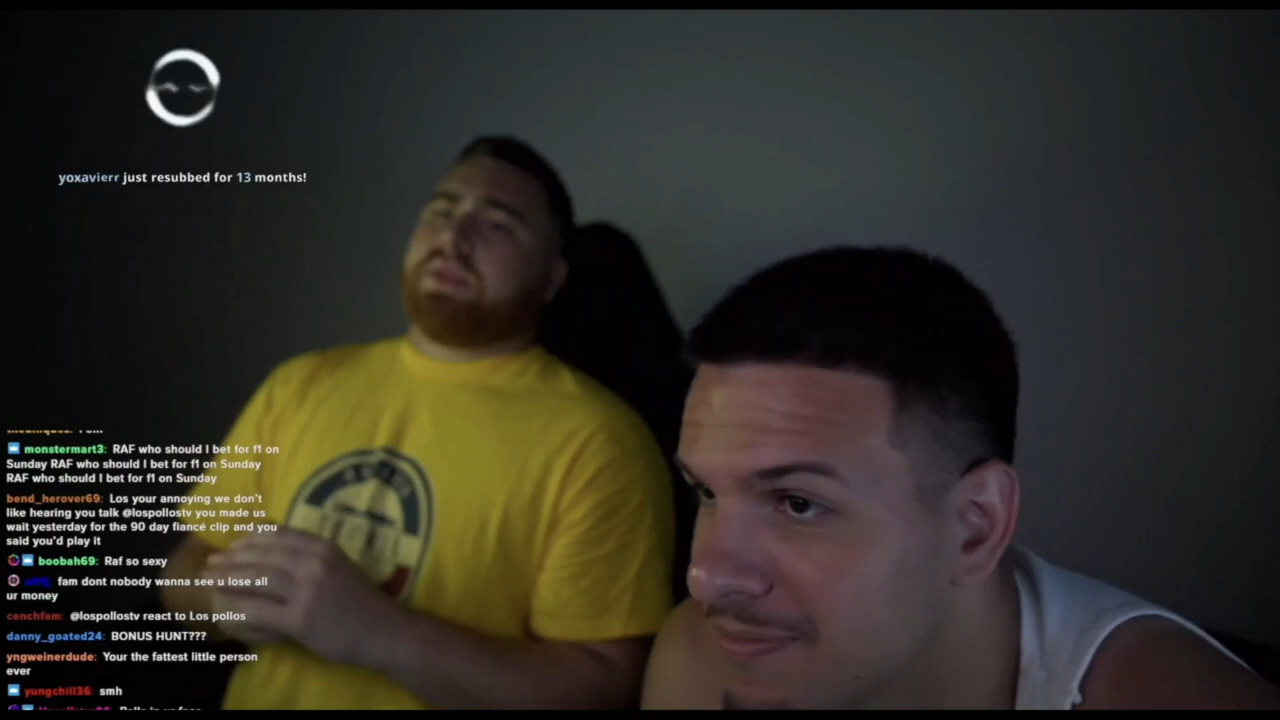 yoxavierr just resubbed for 13 months!
monstermart3: RAF who should I bet for f1 on
Sunday RAF who should I bet for f1 on Sunday
RAF who should I bet for f1 on Sunday
bend_herover69: Los your annoying we don't
like hearing you talk @lospollostv you made us
wait yesterday for the 90 day fiancé clip and you
said you'd play it
boobah69: Raf so sexy
fam dont nobody wanna see u lose all
ur money
cenchfam: @lospollostv react to Los pollos
danny_goated24: BONUS HUNT???
yngweinerdude: Your the fattest little person
ever
yungchill36: smh